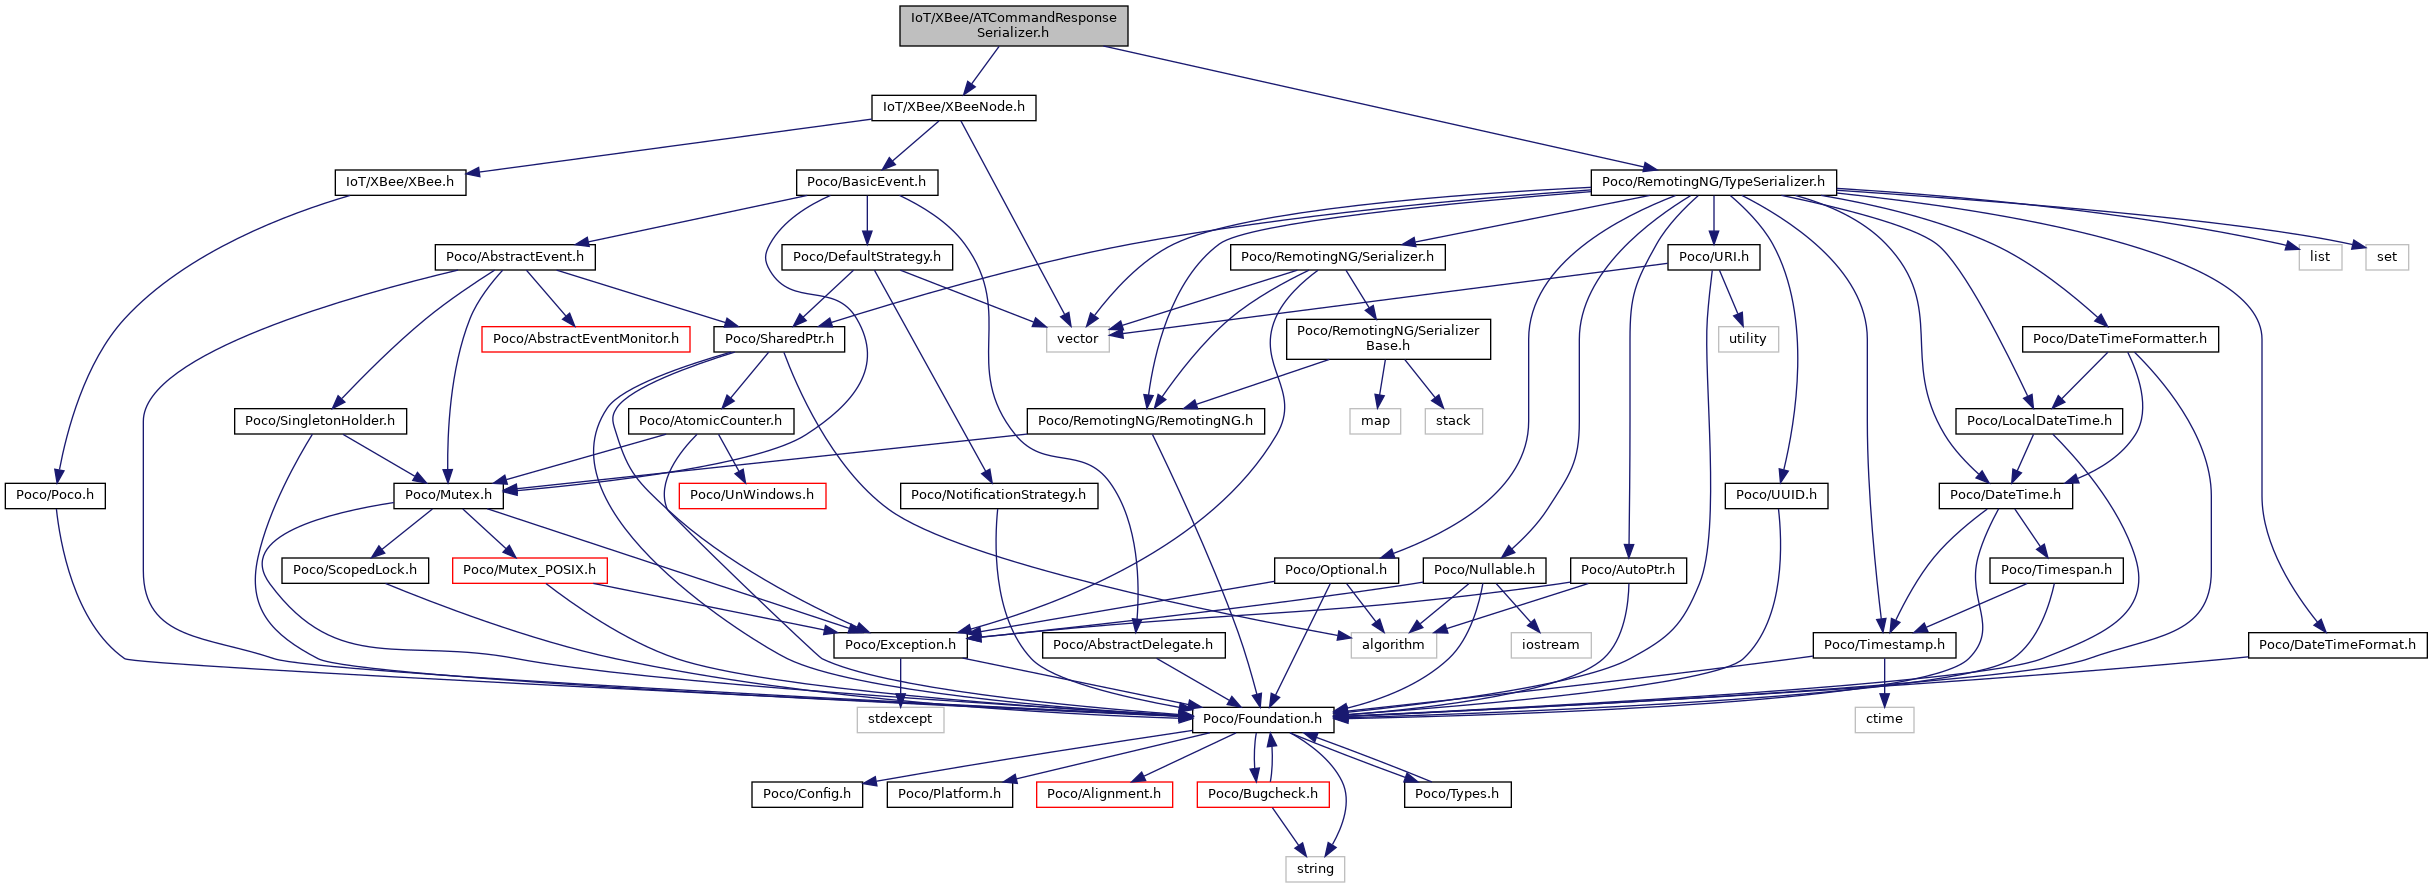 IoT/XBee/ATCommandResponse
Serializer.h
IoT/XBee/XBeeNode.h
IoT/XBee/XBee.h
Poco/BasicEvent.h
Poco/RemotingNG/TypeSerializer.h
Poco/AbstractEvent.h
Poco/DefaultStrategy.h
Poco/RemotingNG/Serializer.h
Poco/URI.h
list
set
Poco/AbstractEventMonitor.h
Poco/SharedPtr.h
vector
Poco/RemotingNG/Serializer
Base.h
utility
Poco/DateTimeFormatter.h
Poco/SingletonHolder.h
Poco/AtomicCounter.h
Poco/RemotingNG/RemotingNG.h
map
stack
Poco/LocalDateTime.h
Poco/Poco.h
Poco/Mutex.h
Poco/UnWindows.h
Poco/NotificationStrategy.h
Poco/UUID.h
Poco/DateTime.h
Poco/ScopedLock.h
Poco/Mutex_POSIX.h
Poco/Optional.h
Poco/Nullable.h
Poco/AutoPtr.h
Poco/Timespan.h
Poco/Exception.h
Poco/AbstractDelegate.h
algorithm
iostream
Poco/Timestamp.h
Poco/DateTimeFormat.h
stdexcept
Poco/Foundation.h
ctime
Poco/Config.h
Poco/Platform.h
Poco/Alignment.h
Poco/Bugcheck.h
Poco/Types.h
string